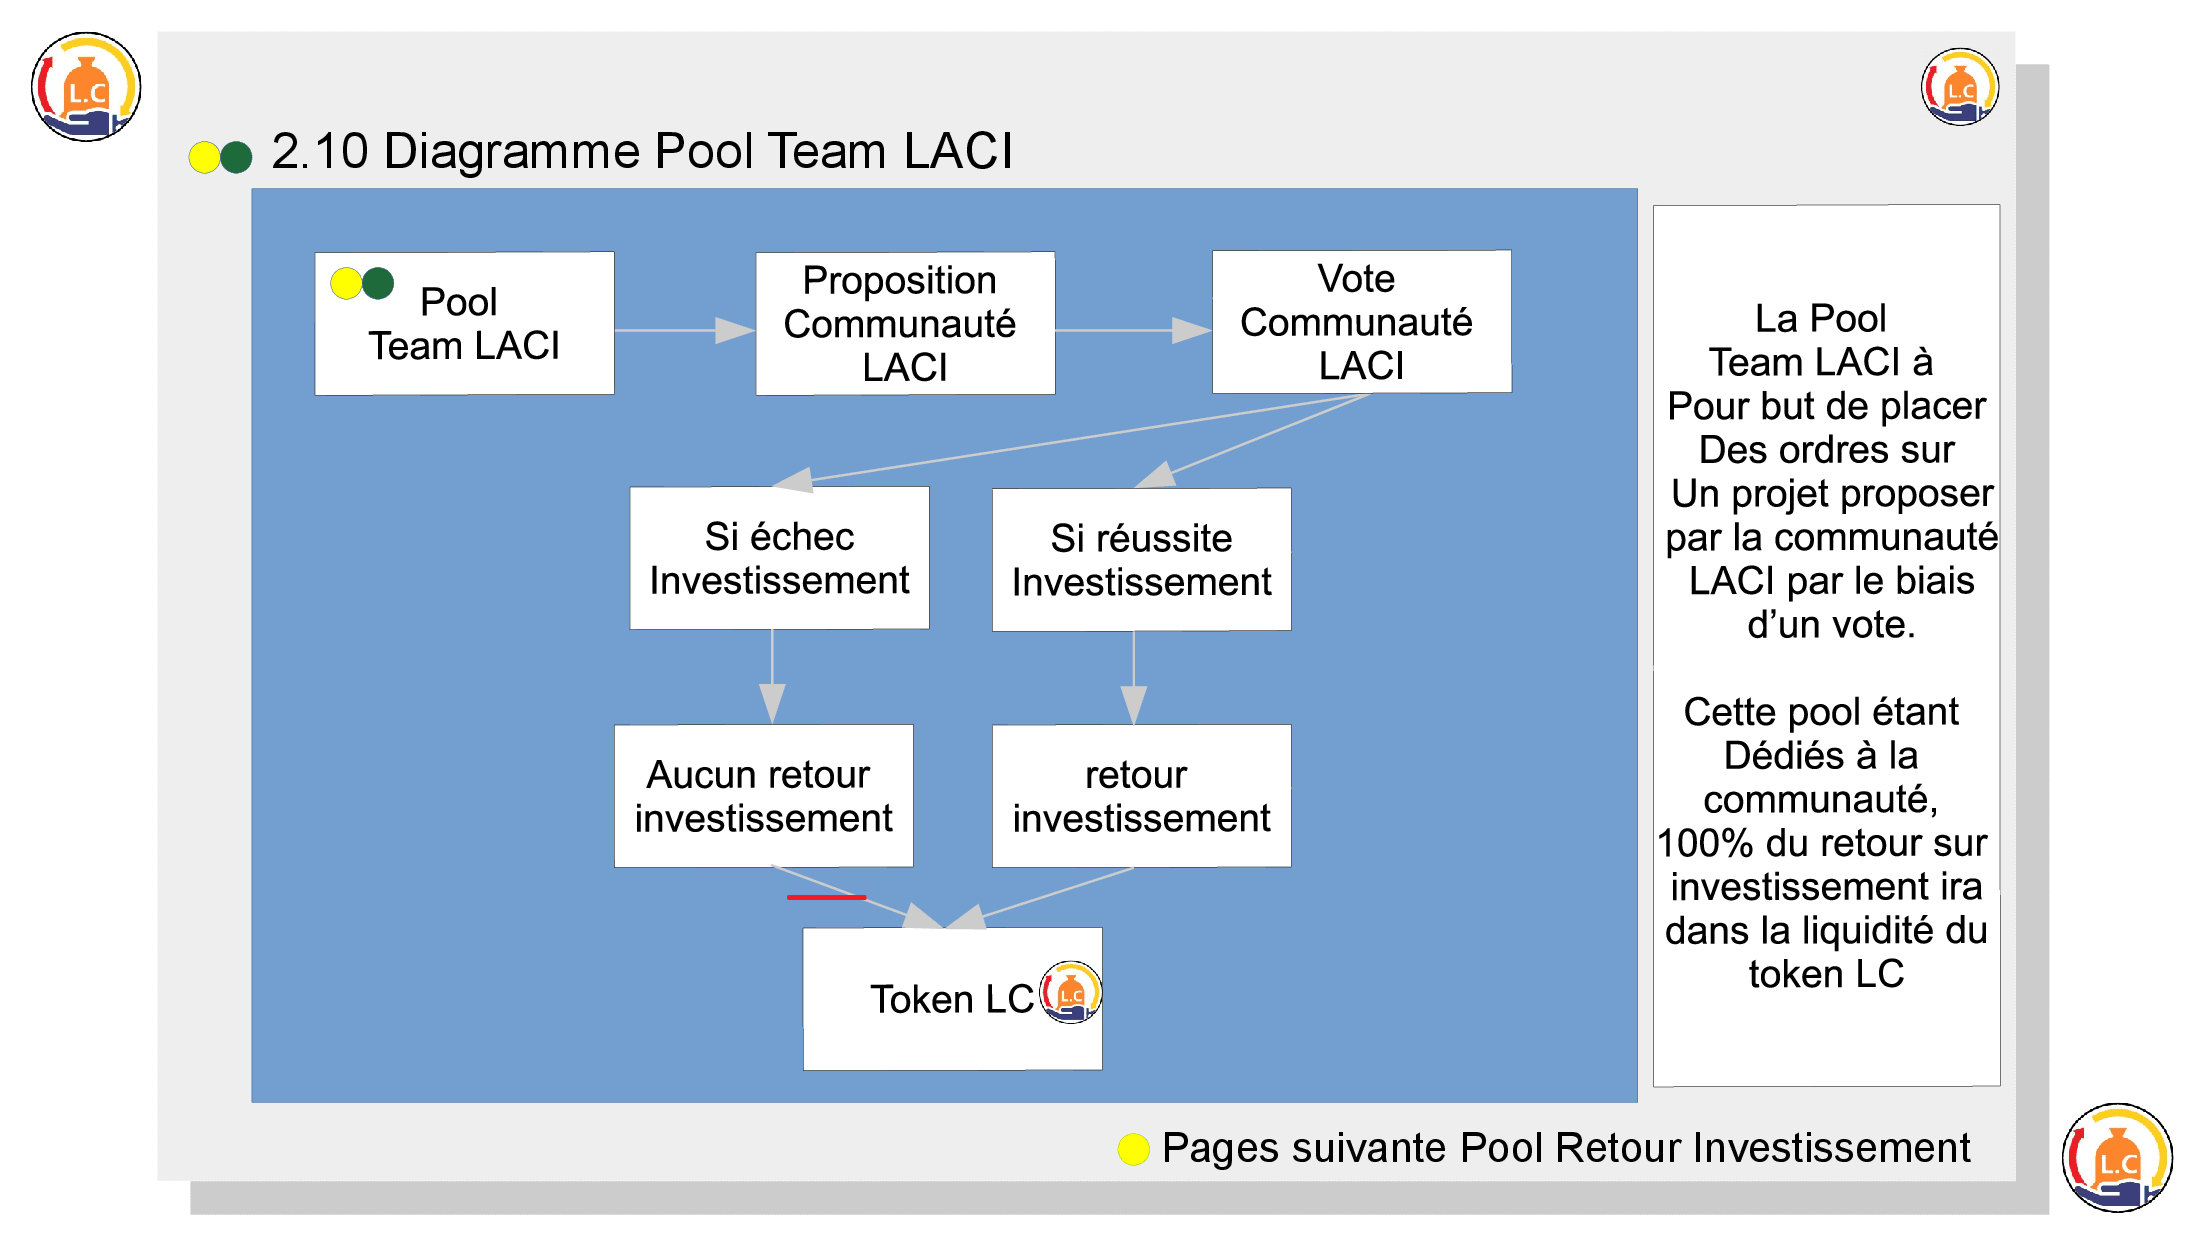 L.C
L.C
2.10 Diagramme Pool Team LACI
Pool
Team LACI
Proposition
Communauté
LACI
Vote
Communauté
LACI
Si échec
Investissement
Si réussite
Investissement
Aucun retour
investissement
retour
investissement
Token LC
L.C
La Pool
Team LACI à
Pour but de placer
Des ordres sur
Un projet proposer
par la communauté
LACI par le biais
d’un vote.
Cette pool étant
Dédiés à la
communauté,
100% du retour sur
investissement ira
dans la liquidité du
token LC
Pages suivante Pool Retour Investissement
L.C